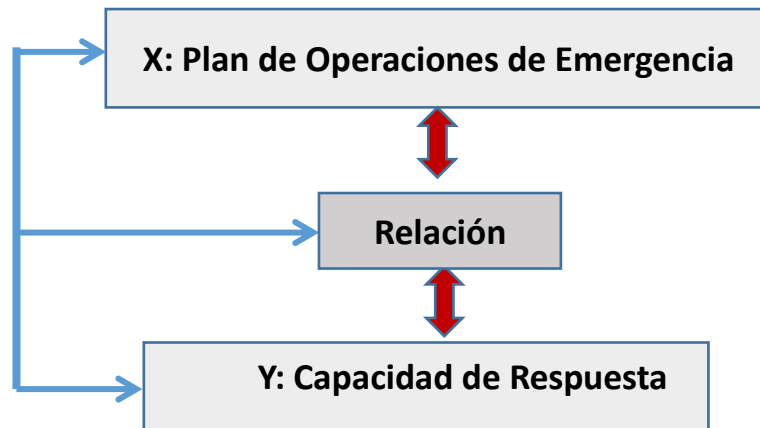 X: Plan de Operaciones de Emergencia
Relación
Y: Capacidad de Respuesta